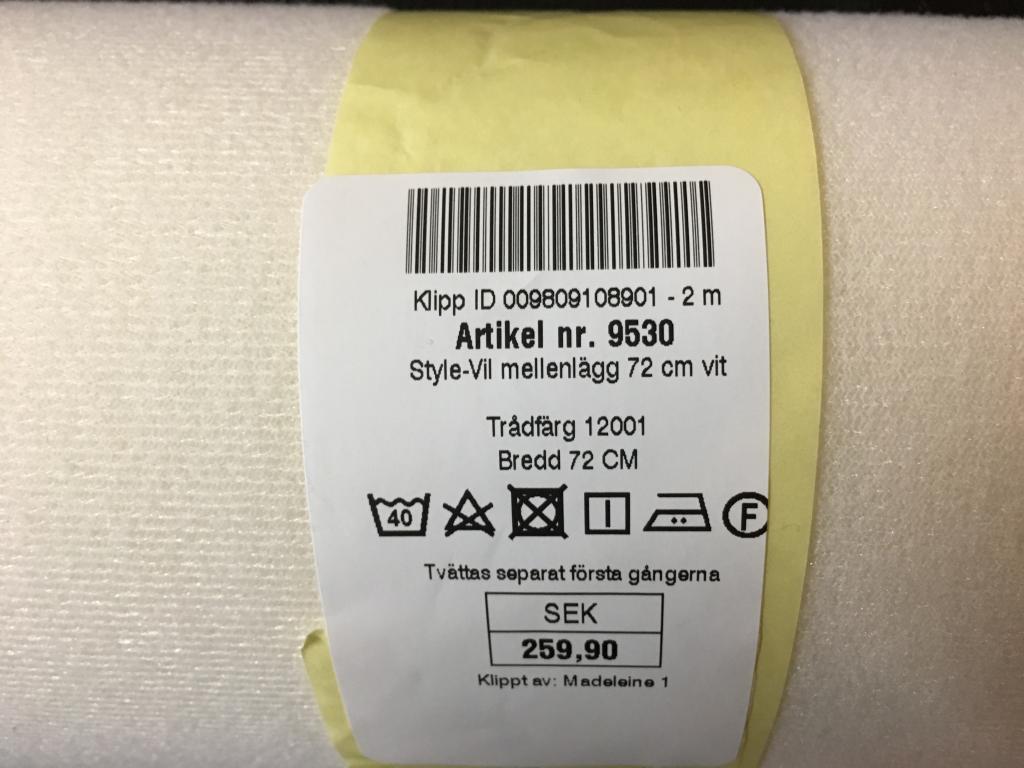 Klipp ID 009809108901 - 2 m
Artikel nr. 9530
Style-Vil mellenlägg 72 cm vit
Trådfärg 12001
Bredd 72 CM
40 F
Tvättas separat första gångerna
SEK
259,90
Klippt av: Madeleine 1